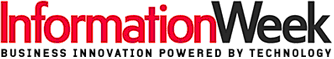 InformationWeek
BUSINESS INNOVATION POWERED BY TECHNOLOGY